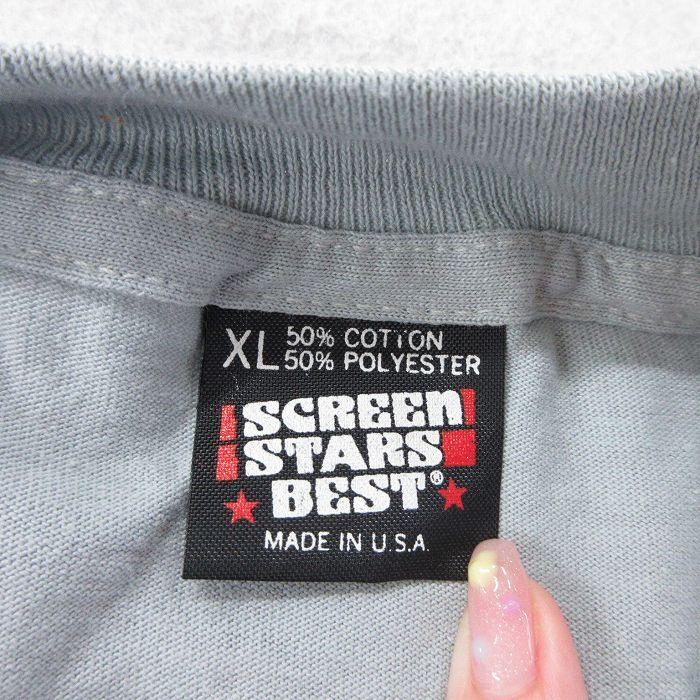 XL 50% COTTON
50% POLYESTER
SCREEN
STARS
BEST®
MADE IN U.S.A.